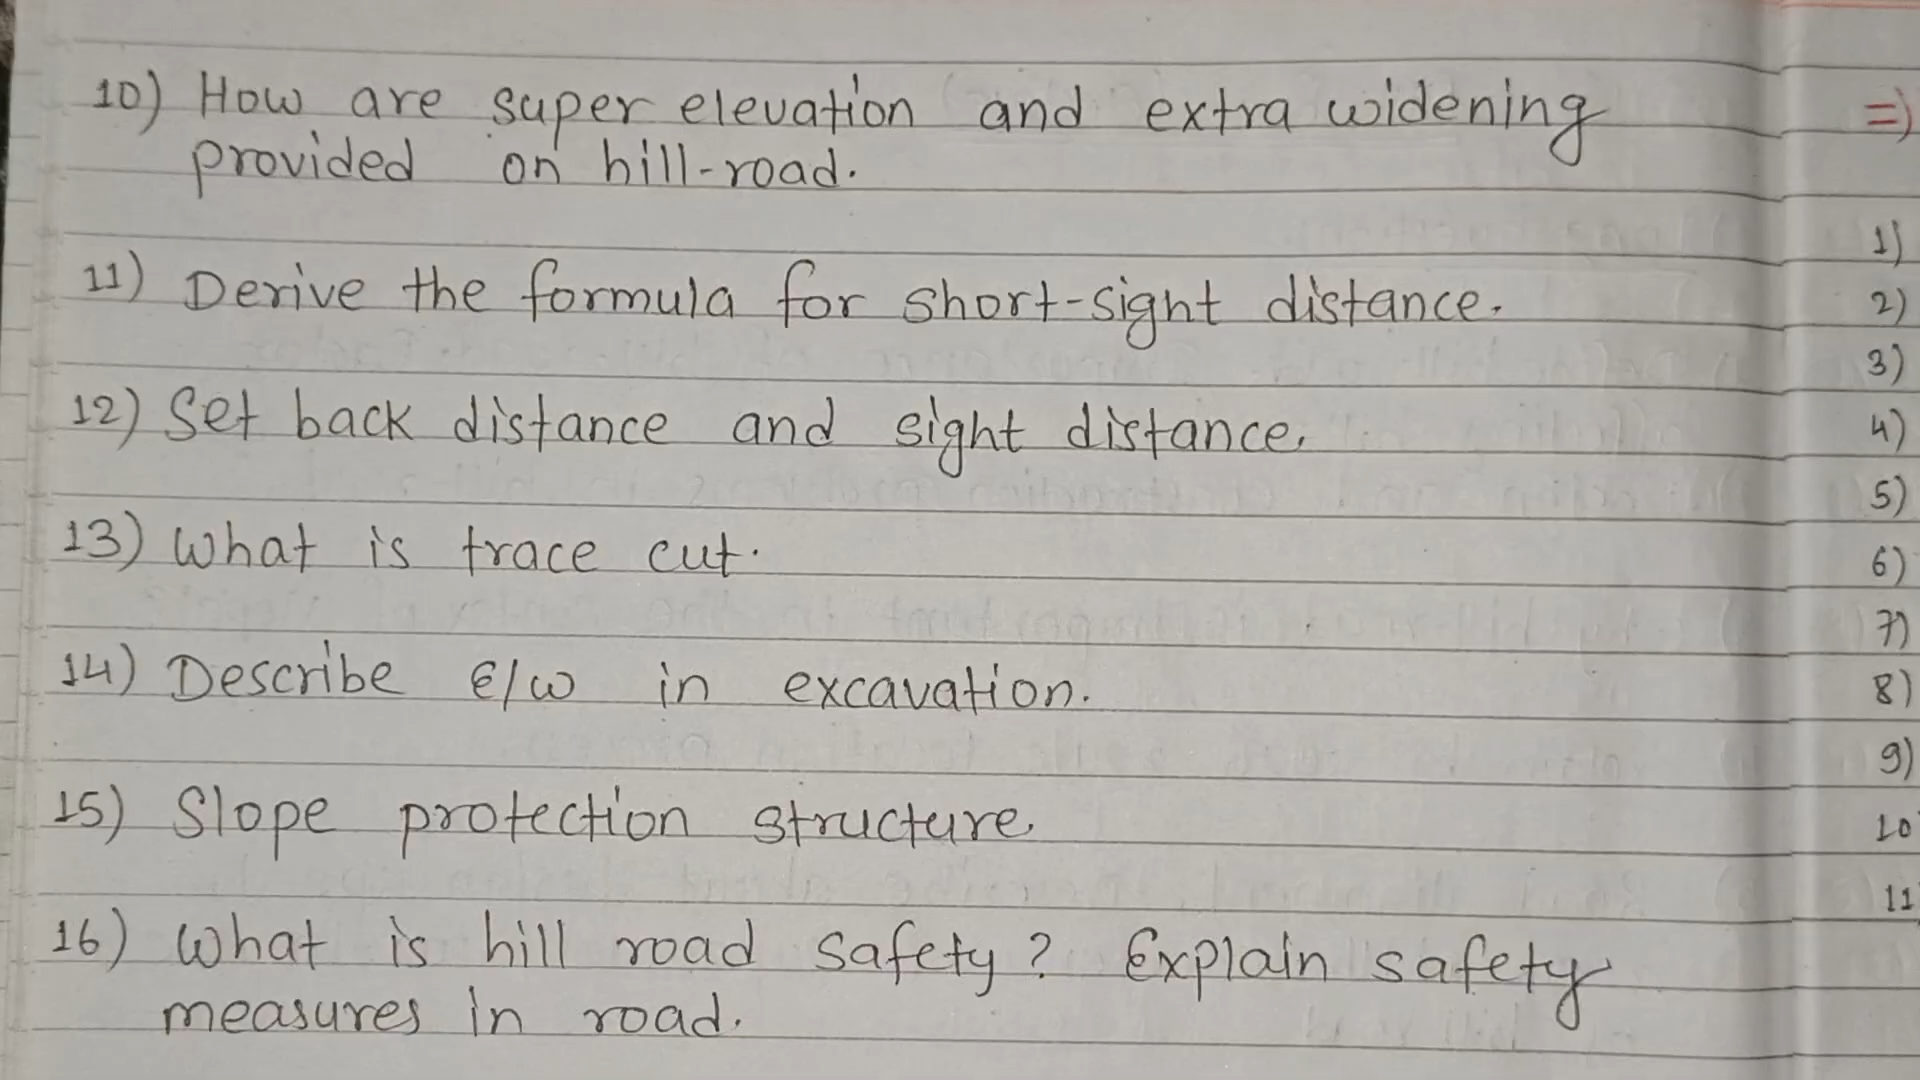 10) How are super elevation and extra widening
provided on hill-road.
11) Derive the formula for short-sight distance.
12) Set back distance and sight distance.
13) What is trace cut.
14) Describe E/w in excavation.
15) Slope protection structure.
16) What is hill road safety? Explain safety
measures in road.
=)
1)
2)
3)
4)
5)
6)
7)
8)
9)
10
11